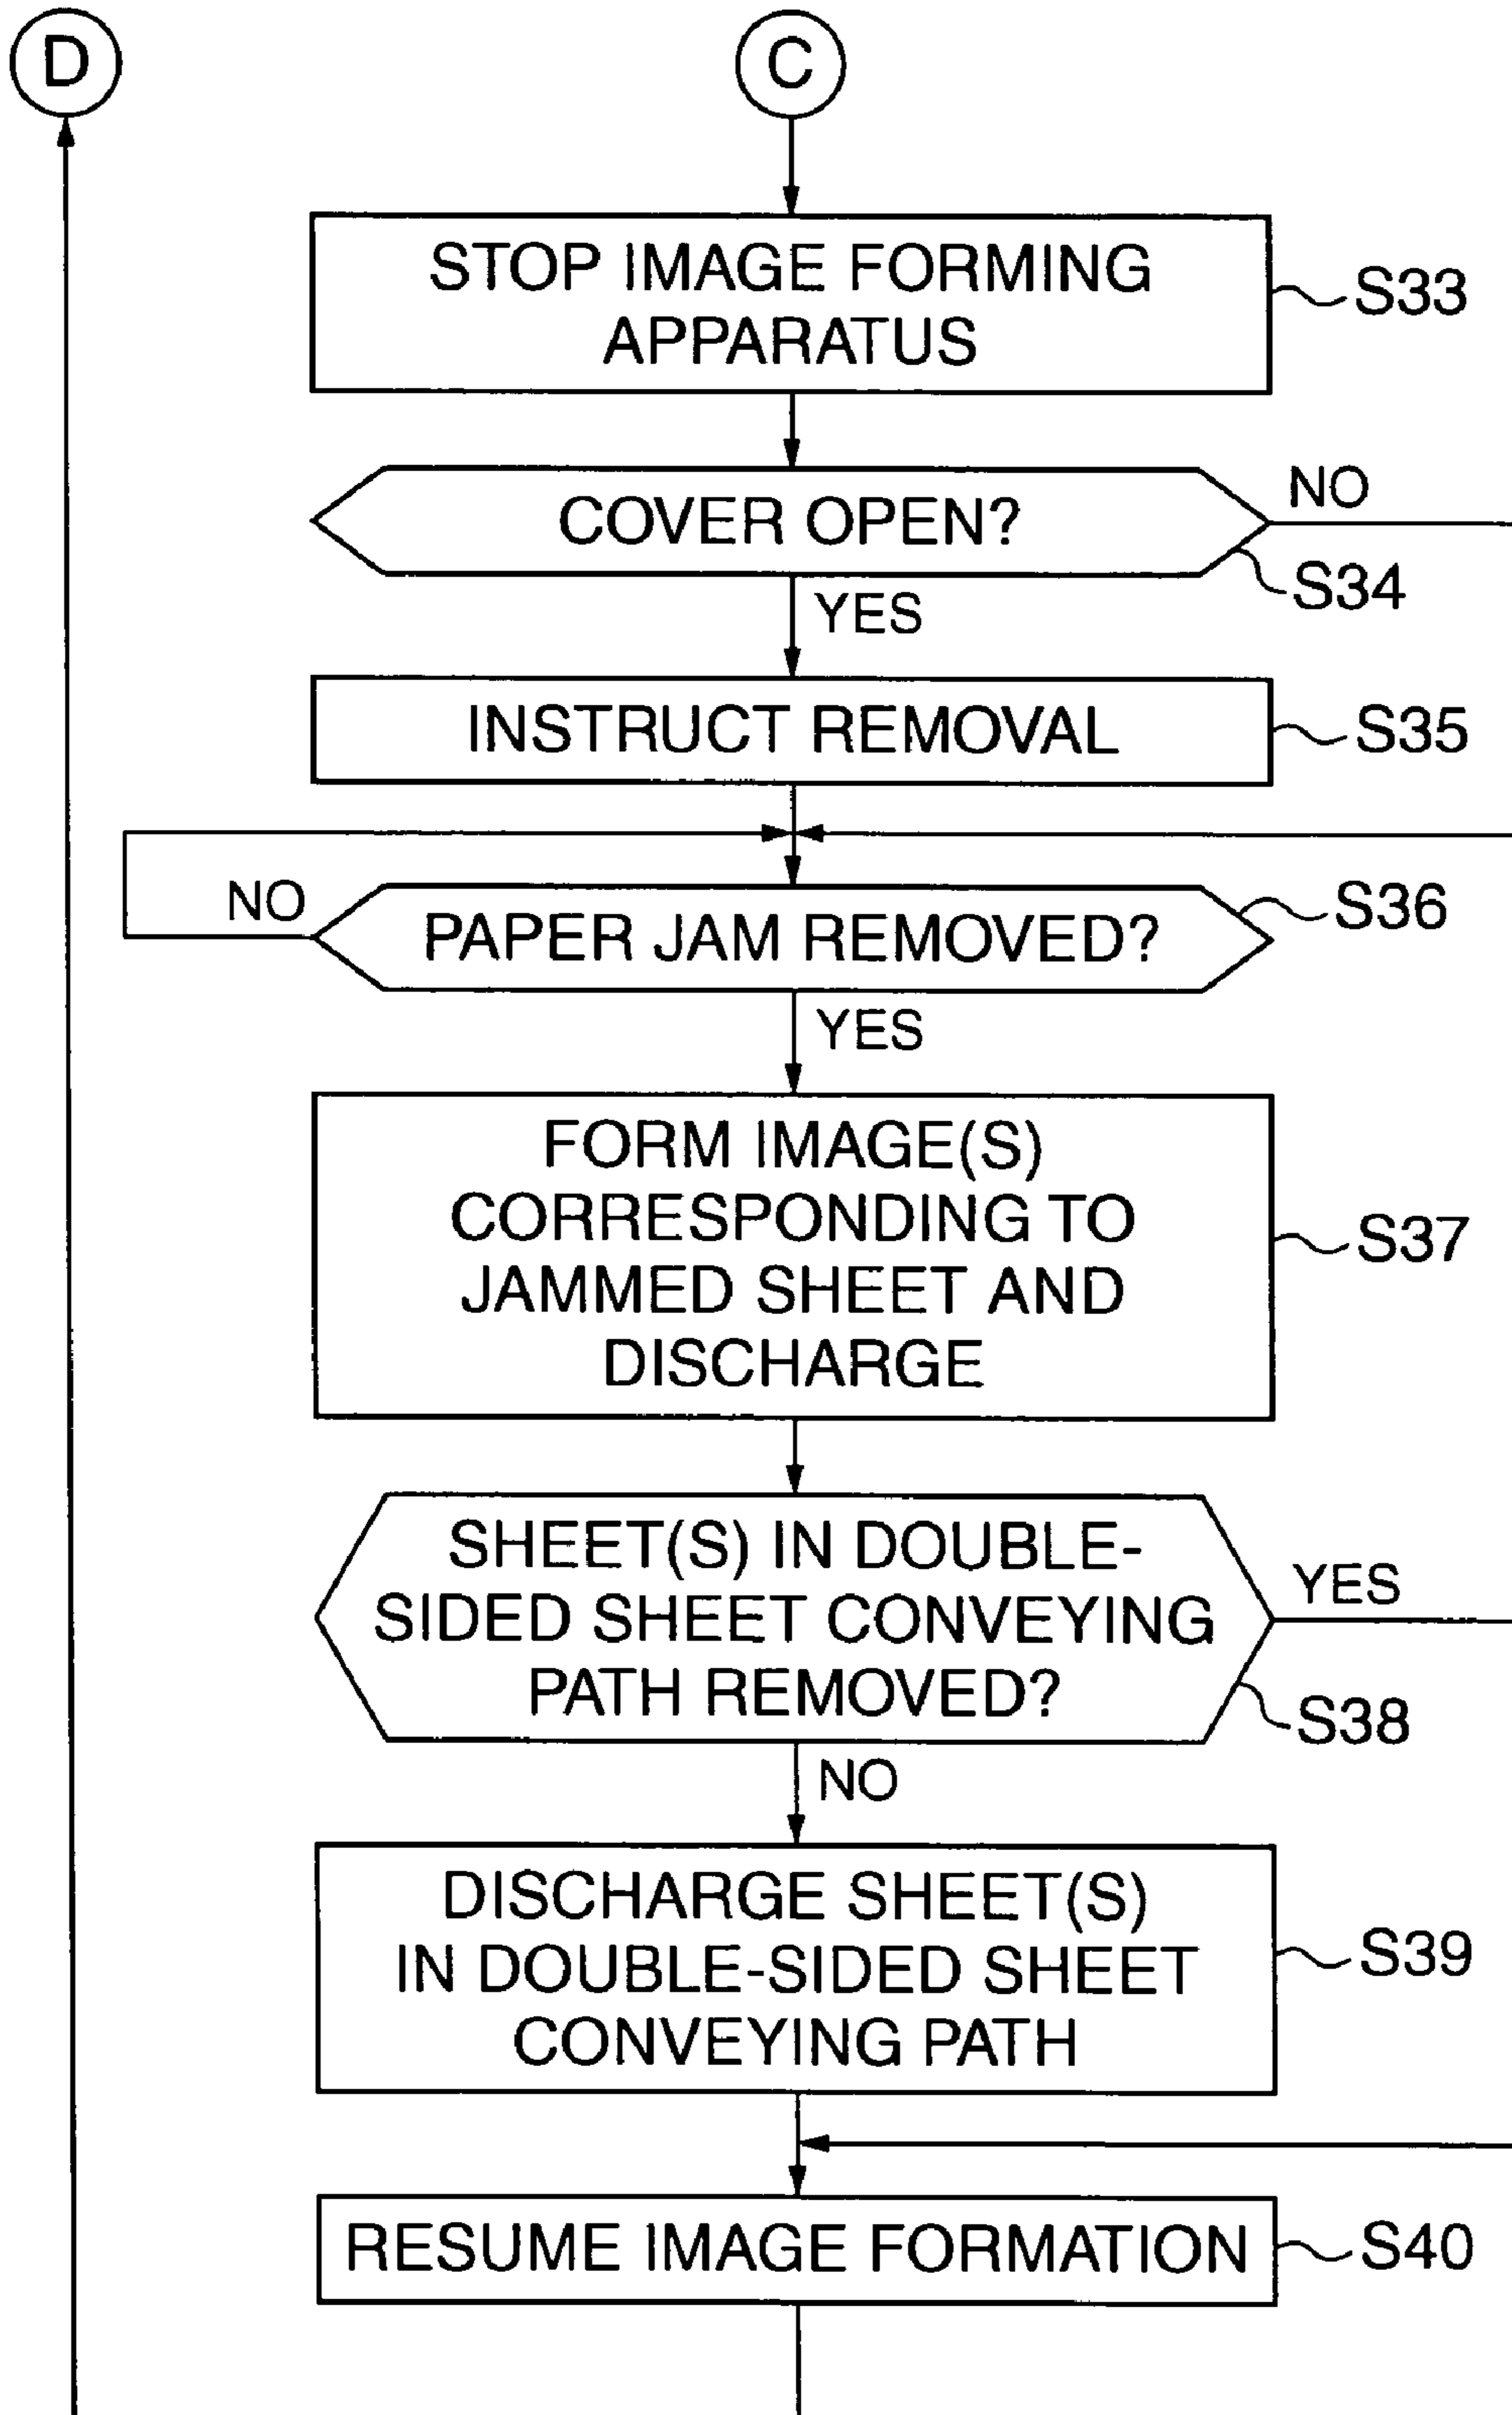 D
C
STOP IMAGE FORMING
APPARATUS
S33
COVER OPEN?
NO
S34
YES
INSTRUCT REMOVAL
S35
NO
PAPER JAM REMOVED?
S36
YES
FORM IMAGE(S)
CORRESPONDING TO
JAMMED SHEET AND
DISCHARGE
S37
SHEET(S) IN DOUBLE-
SIDED SHEET CONVEYING
PATH REMOVED?
YES
S38
NO
DISCHARGE SHEET(S)
IN DOUBLE-SIDED SHEET
CONVEYING PATH
S39
RESUME IMAGE FORMATION
S40